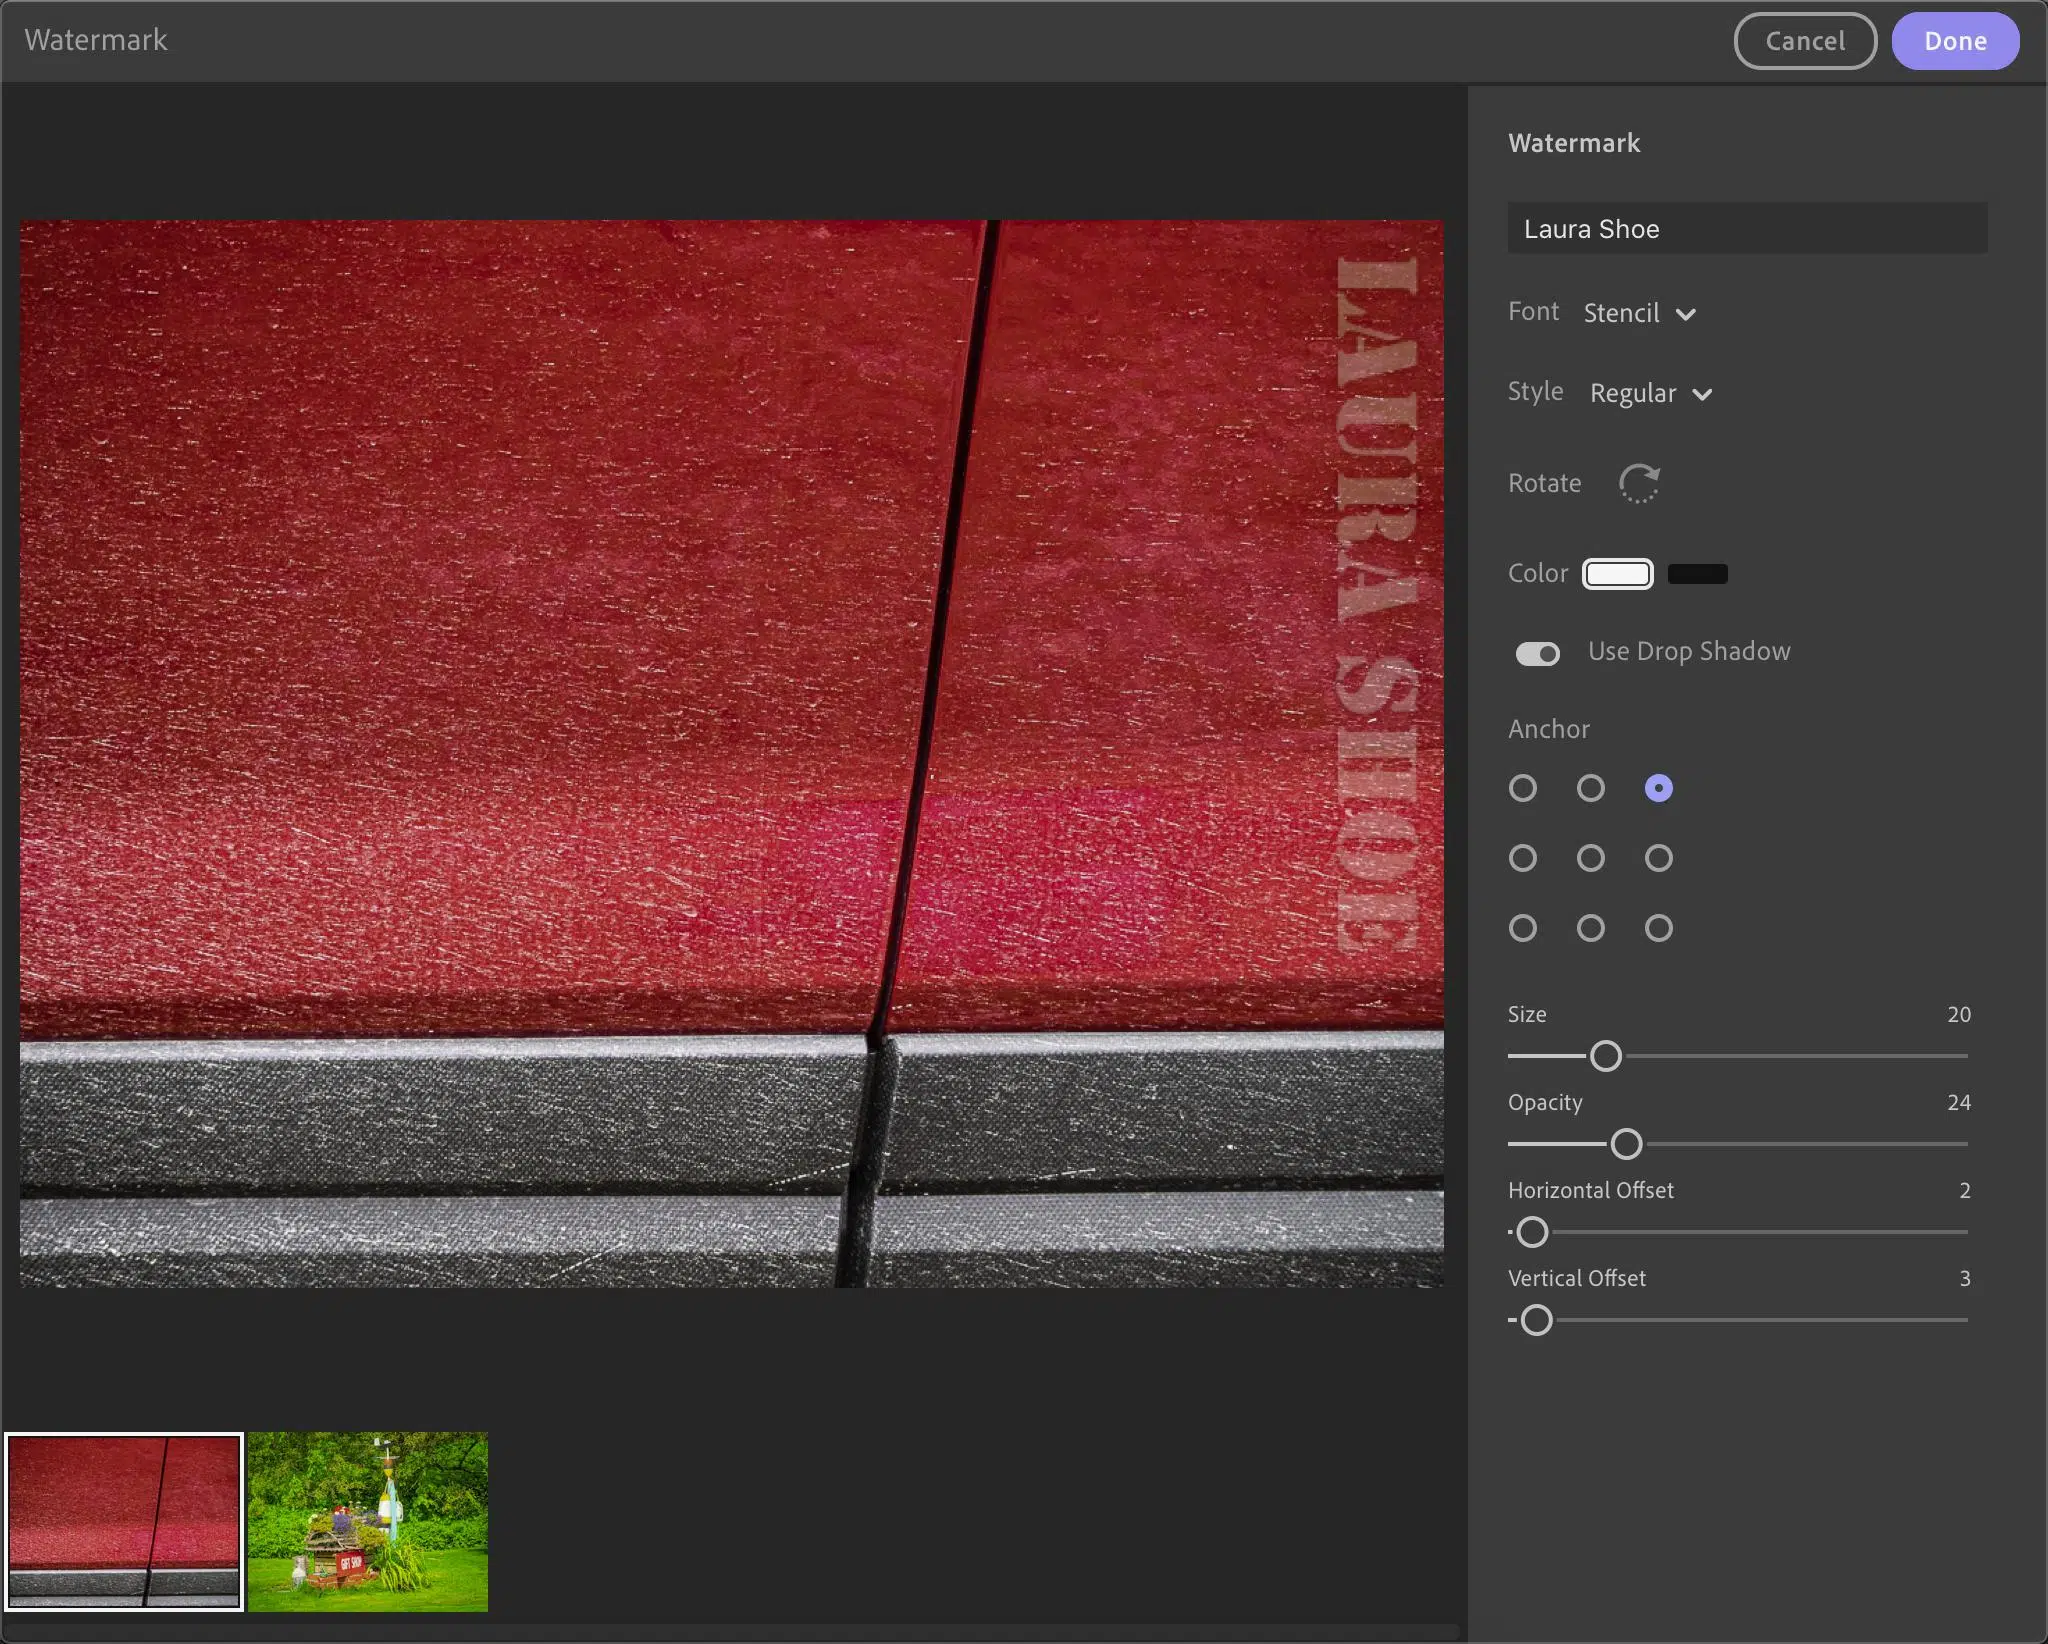 Watermark
Cancel
Done
Watermark
Laura Shoe
Font Stencil
Style Regular
Rotate
Color
Use Drop Shadow
Anchor
Size 20
Opacity 24
Horizontal Offset 2
Vertical Offset 3
LAURA SHOE
GIFT SHOP